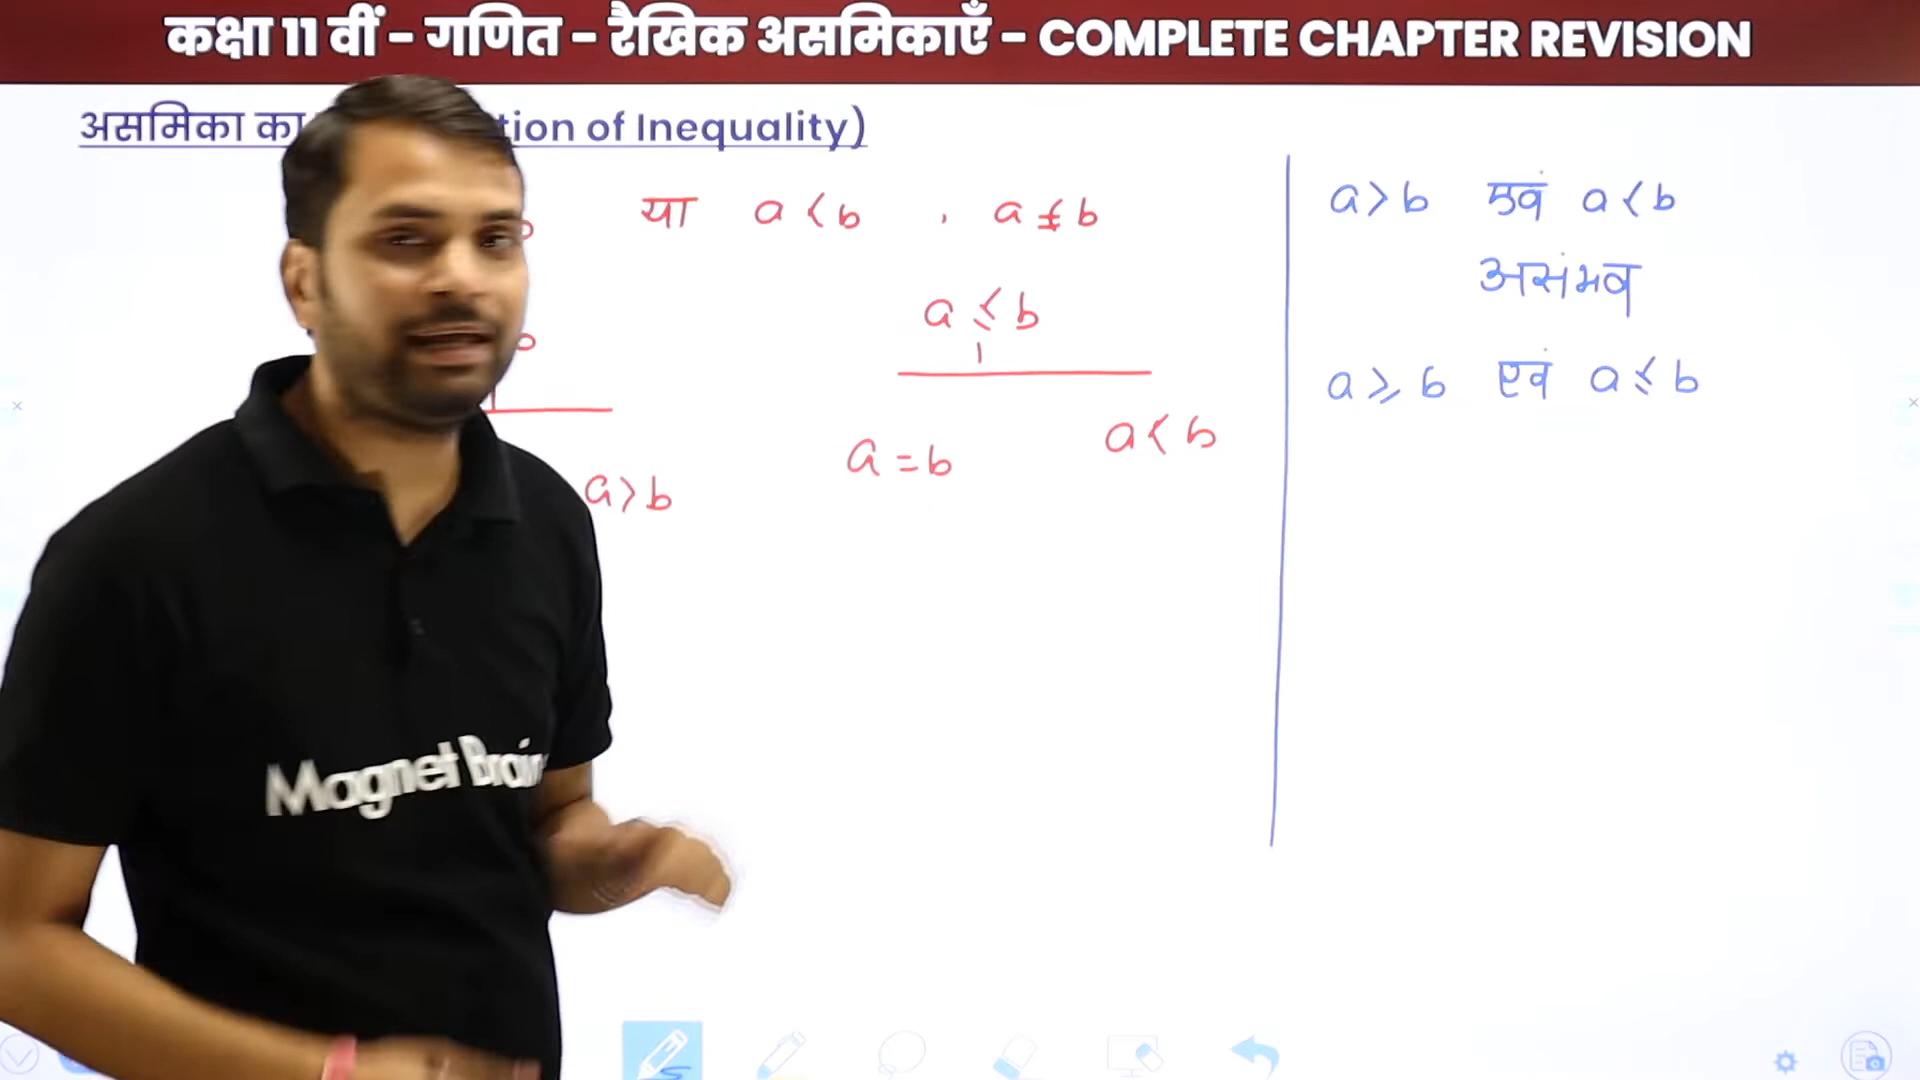 कक्षा 11 वीं - गणित - रैखिक असमिकाएँ - COMPLETE CHAPTER REVISION
असमिका का tion of Inequality)
या a < b , a ≤ b
a ≤ b
a = b a < b
a > b
a > b एवं a < b
असंभव
a ≥ b एवं a ≤ b
Magnet Brain